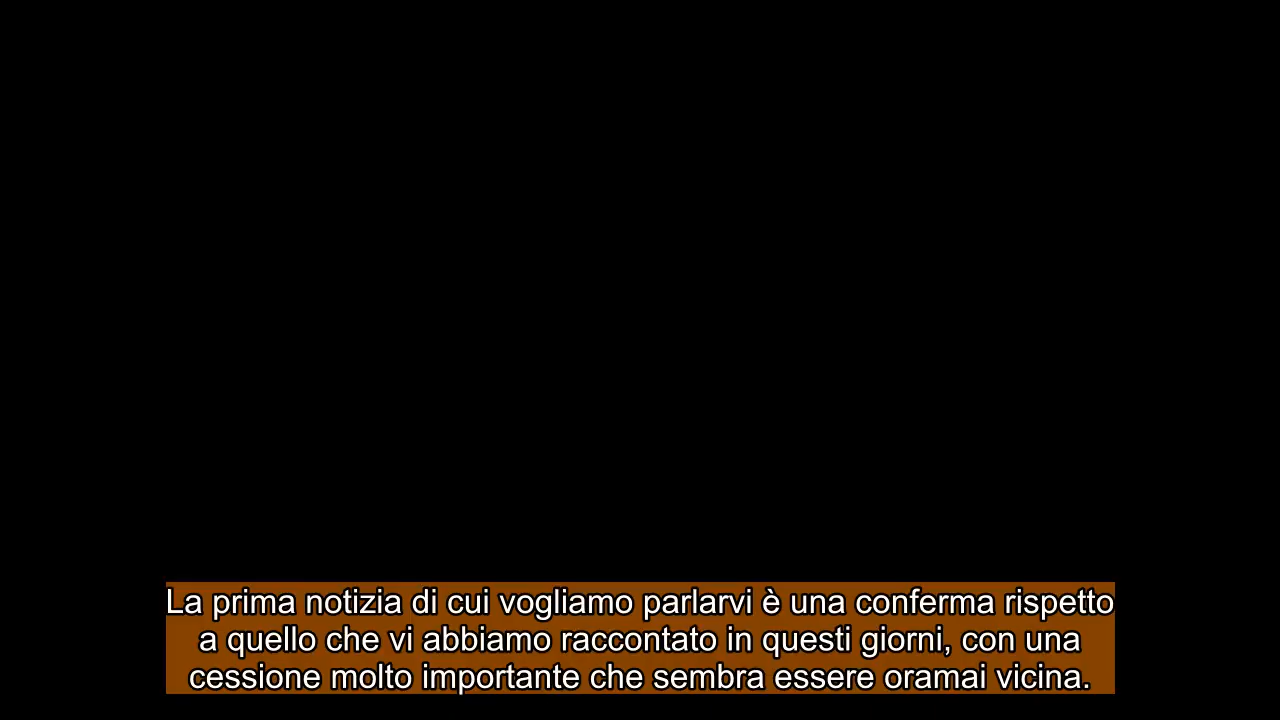 La prima notizia di cui vogliamo parlarvi è una conferma rispetto
a quello che vi abbiamo raccontato in questi giorni, con una
cessione molto importante che sembra essere oramai vicina.